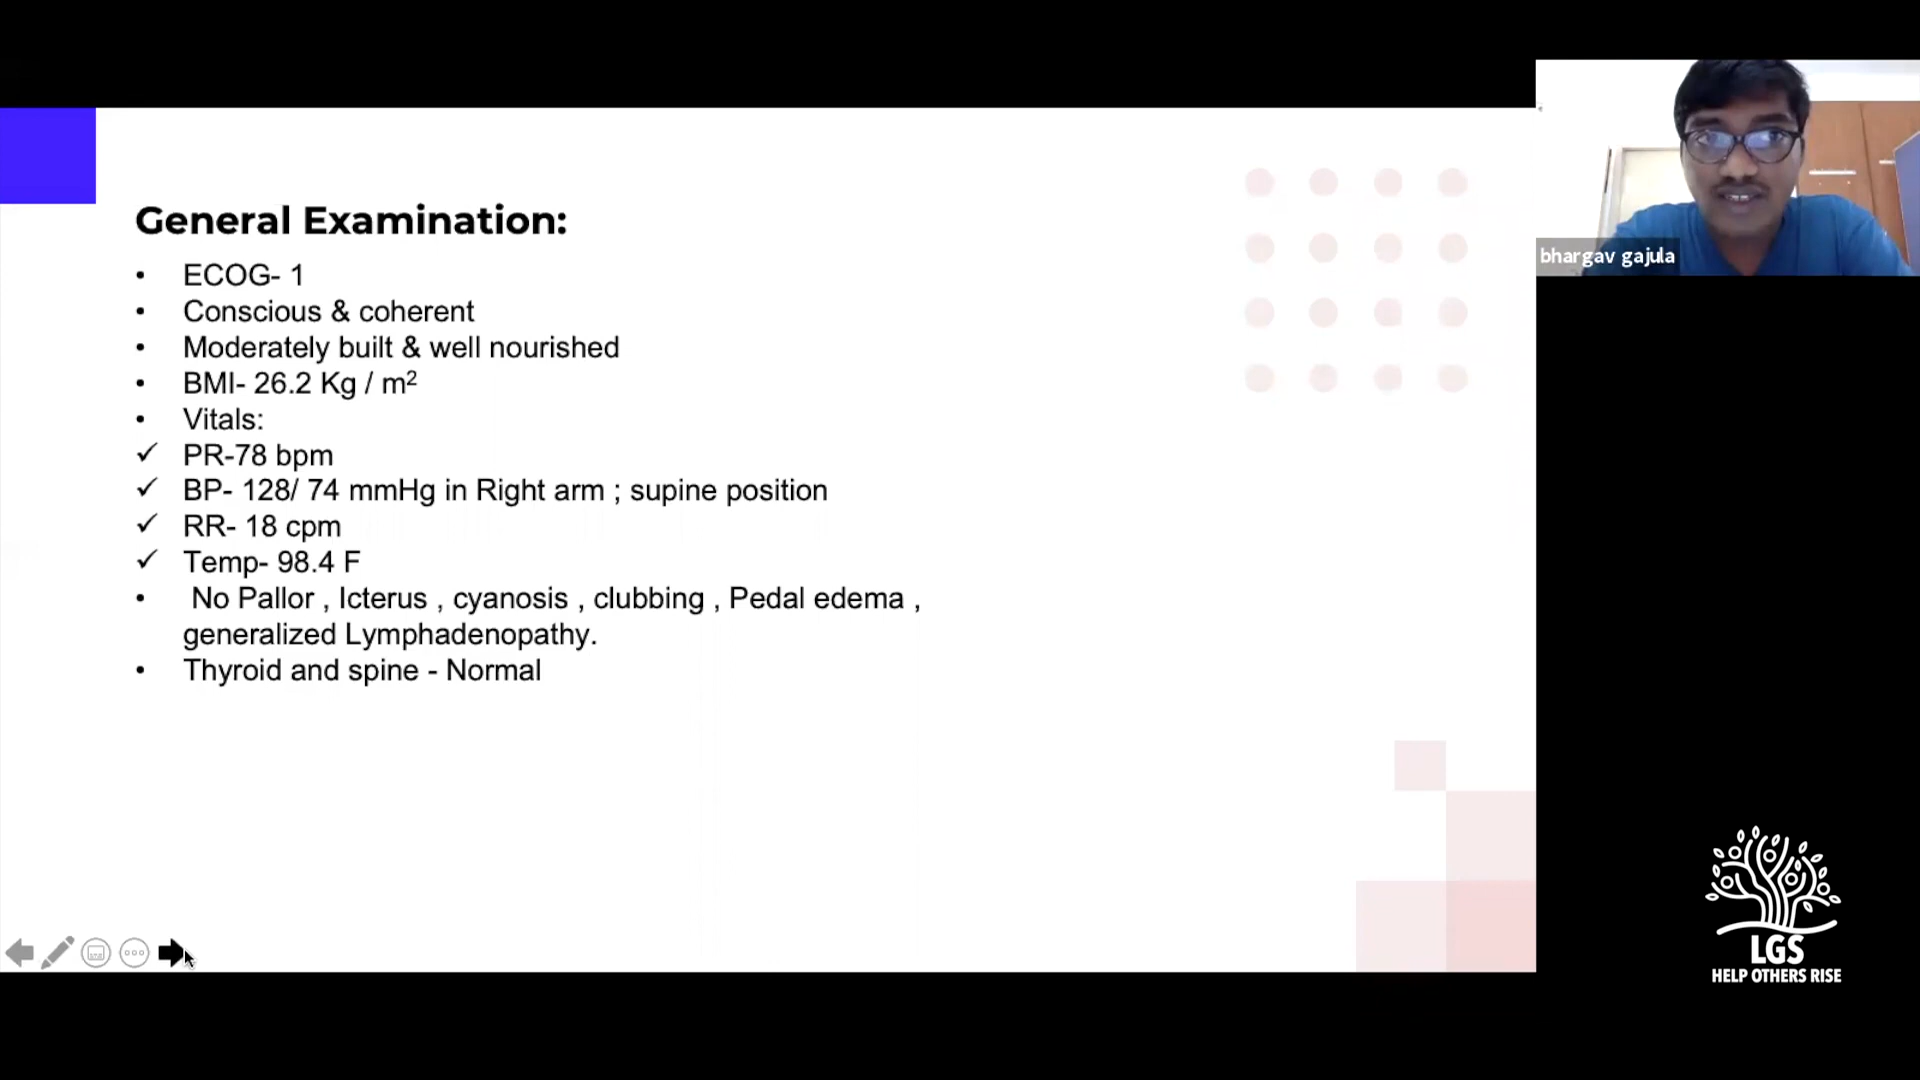 General Examination:
• ECOG- 1
• Conscious & coherent
• Moderately built & well nourished
• BMI- 26.2 Kg / m²
• Vitals:
✓ PR-78 bpm
✓ BP- 128/ 74 mmHg in Right arm ; supine position
✓ RR- 18 cpm
✓ Temp- 98.4 F
• No Pallor , Icterus , cyanosis , clubbing , Pedal edema ,
generalized Lymphadenopathy.
• Thyroid and spine - Normal
bhargav gajula
LGS
HELP OTHERS RISE